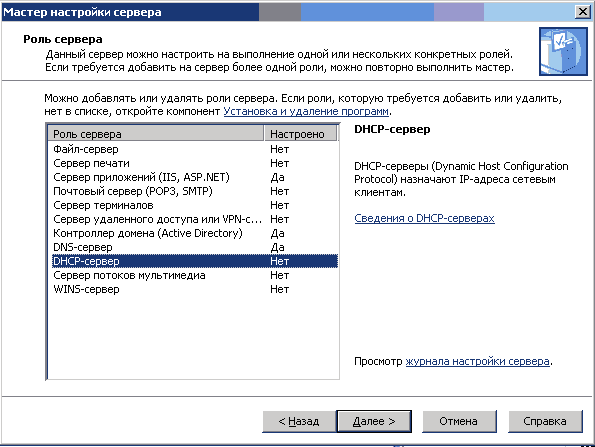 Мастер настройки сервера
Роль сервера
Данный сервер можно настроить на выполнение одной или нескольких конкретных ролей.
Если требуется добавить на сервер более одной роли, можно повторно выполнить мастер.
Можно добавлять или удалять роли сервера. Если роли, которую требуется добавить или удалить,
нет в списке, откройте компонент Установка и удаление программ.
Роль сервера Настроено
Файл-сервер Нет
Сервер печати Нет
Сервер приложений (IIS, ASP.NET) Да
Почтовый сервер (POP3, SMTP) Нет
Сервер терминалов Нет
Сервер удаленного доступа или VPN-с... Нет
Контроллер домена (Active Directory) Да
DNS-сервер Да
DHCP-сервер Нет
Сервер потоков мультимедиа Нет
WINS-сервер Нет
DHCP-сервер
DHCP-серверы (Dynamic Host Configuration
Protocol) назначают IP-адреса сетевым
клиентам.
Сведения о DHCP-серверах
Просмотр журнала настройки сервера.
< Назад Далее > Отмена Справка